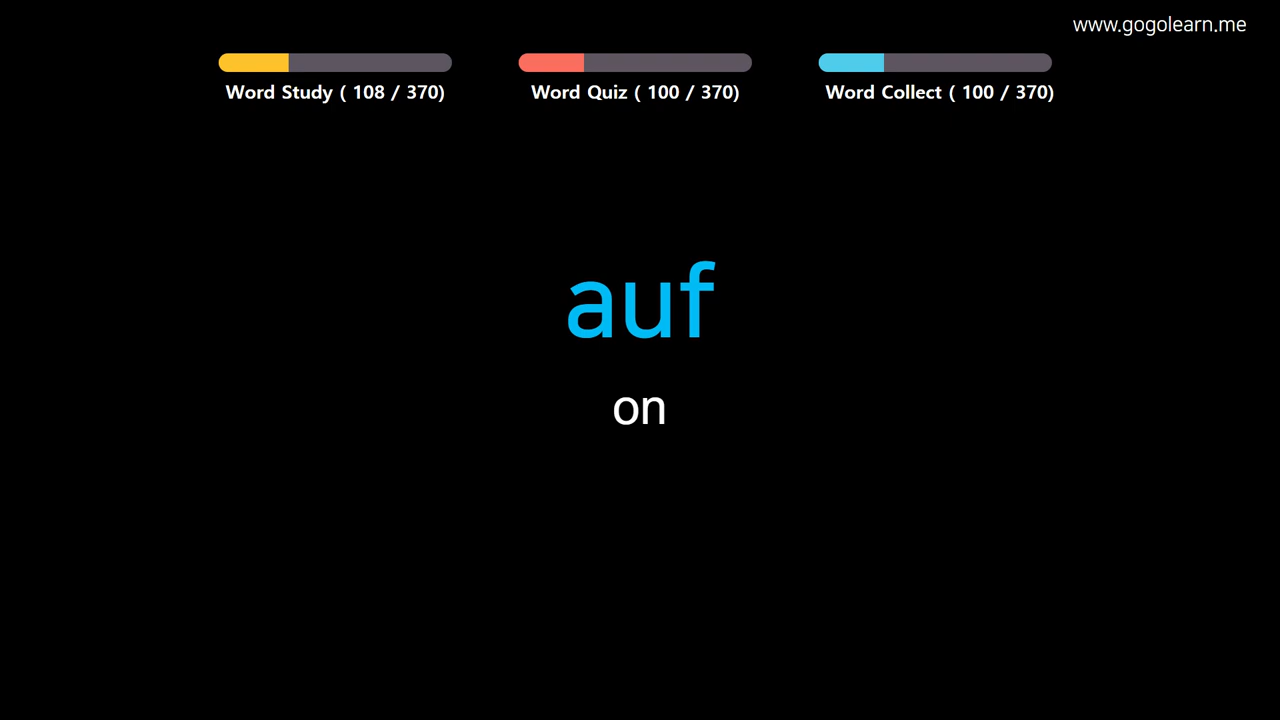 www.gogolearn.me
Word Study ( 108 / 370)
Word Quiz ( 100 / 370)
Word Collect ( 100 / 370)
auf
on